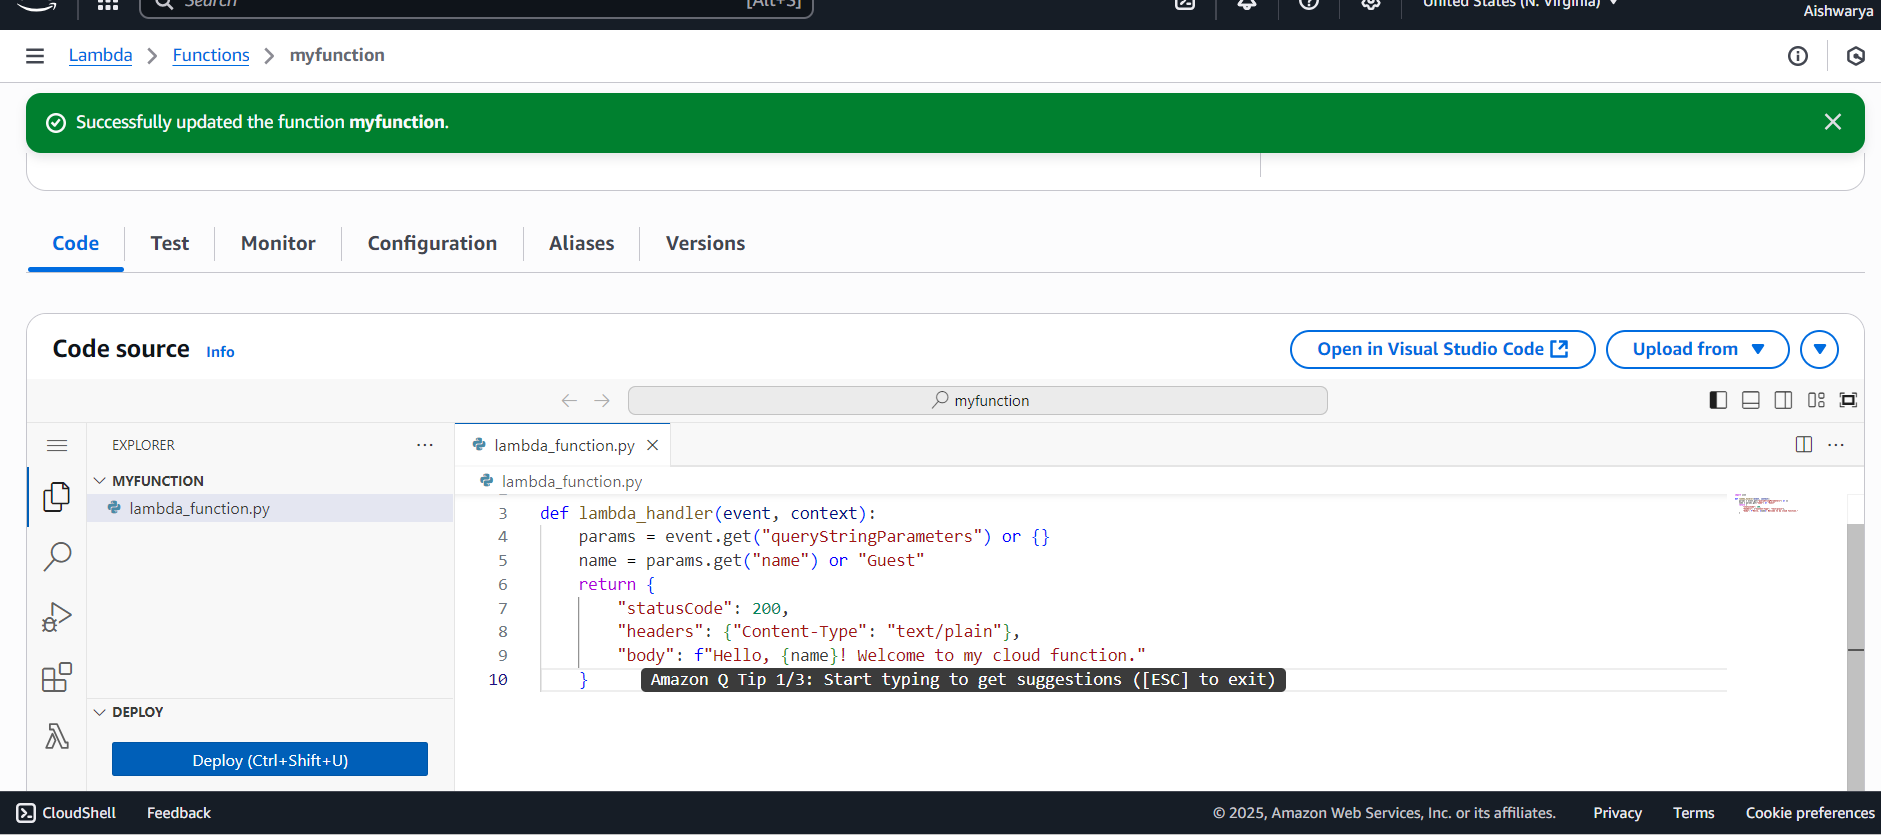 Search
[Alt+S]
United States (N. Virginia)
Aishwarya
Lambda
Functions
myfunction
Successfully updated the function myfunction.
Code
Test
Monitor
Configuration
Aliases
Versions
Code source
Info
Open in Visual Studio Code
Upload from
myfunction
EXPLORER
MYFUNCTION
lambda_function.py
lambda_function.py
lambda_function.py
3 def lambda_handler(event, context):
4 params = event.get("queryStringParameters") or {}
5 name = params.get("name") or "Guest"
6 return {
7 "statusCode": 200,
8 "headers": {"Content-Type": "text/plain"},
9 "body": f"Hello, {name}! Welcome to my cloud function."
10 }
Amazon Q Tip 1/3: Start typing to get suggestions ([ESC] to exit)
DEPLOY
Deploy (Ctrl+Shift+U)
CloudShell
Feedback
© 2025, Amazon Web Services, Inc. or its affiliates.
Privacy
Terms
Cookie preferences